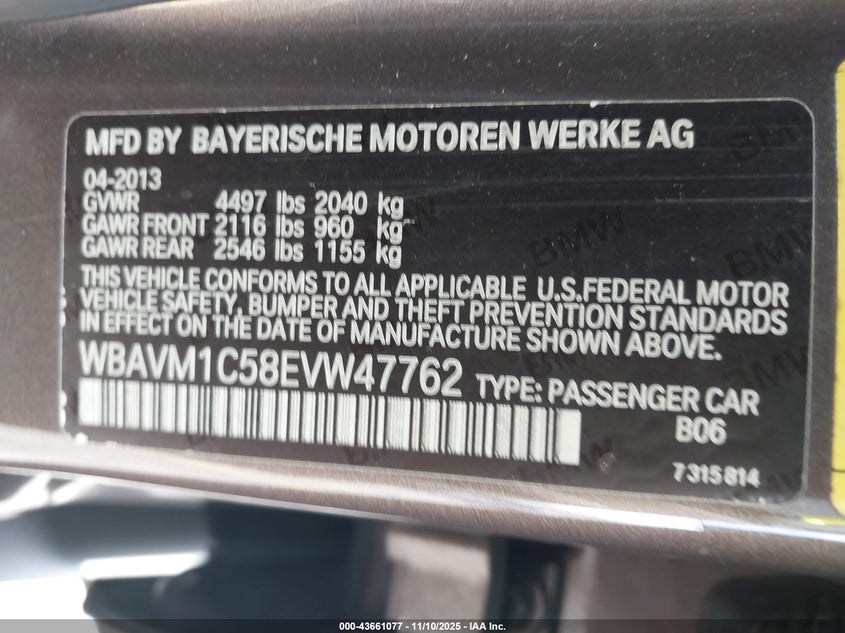 MFD BY BAYERISCHE MOTOREN WERKE AG
04-2013
GVWR 4497 lbs 2040 kg
GAWR FRONT 2116 lbs 960 kg
GAWR REAR 2546 lbs 1155 kg
THIS VEHICLE CONFORMS TO ALL APPLICABLE U.S.FEDERAL MOTOR
VEHICLE SAFETY, BUMPER AND THEFT PREVENTION STANDARDS
IN EFFECT ON THE DATE OF MANUFACTURE SHOWN ABOVE.
WBAVM1C58EVW47762 TYPE: PASSENGER CAR
B06
7315814
000-43661077 - 11/10/2025 - IAA Inc.